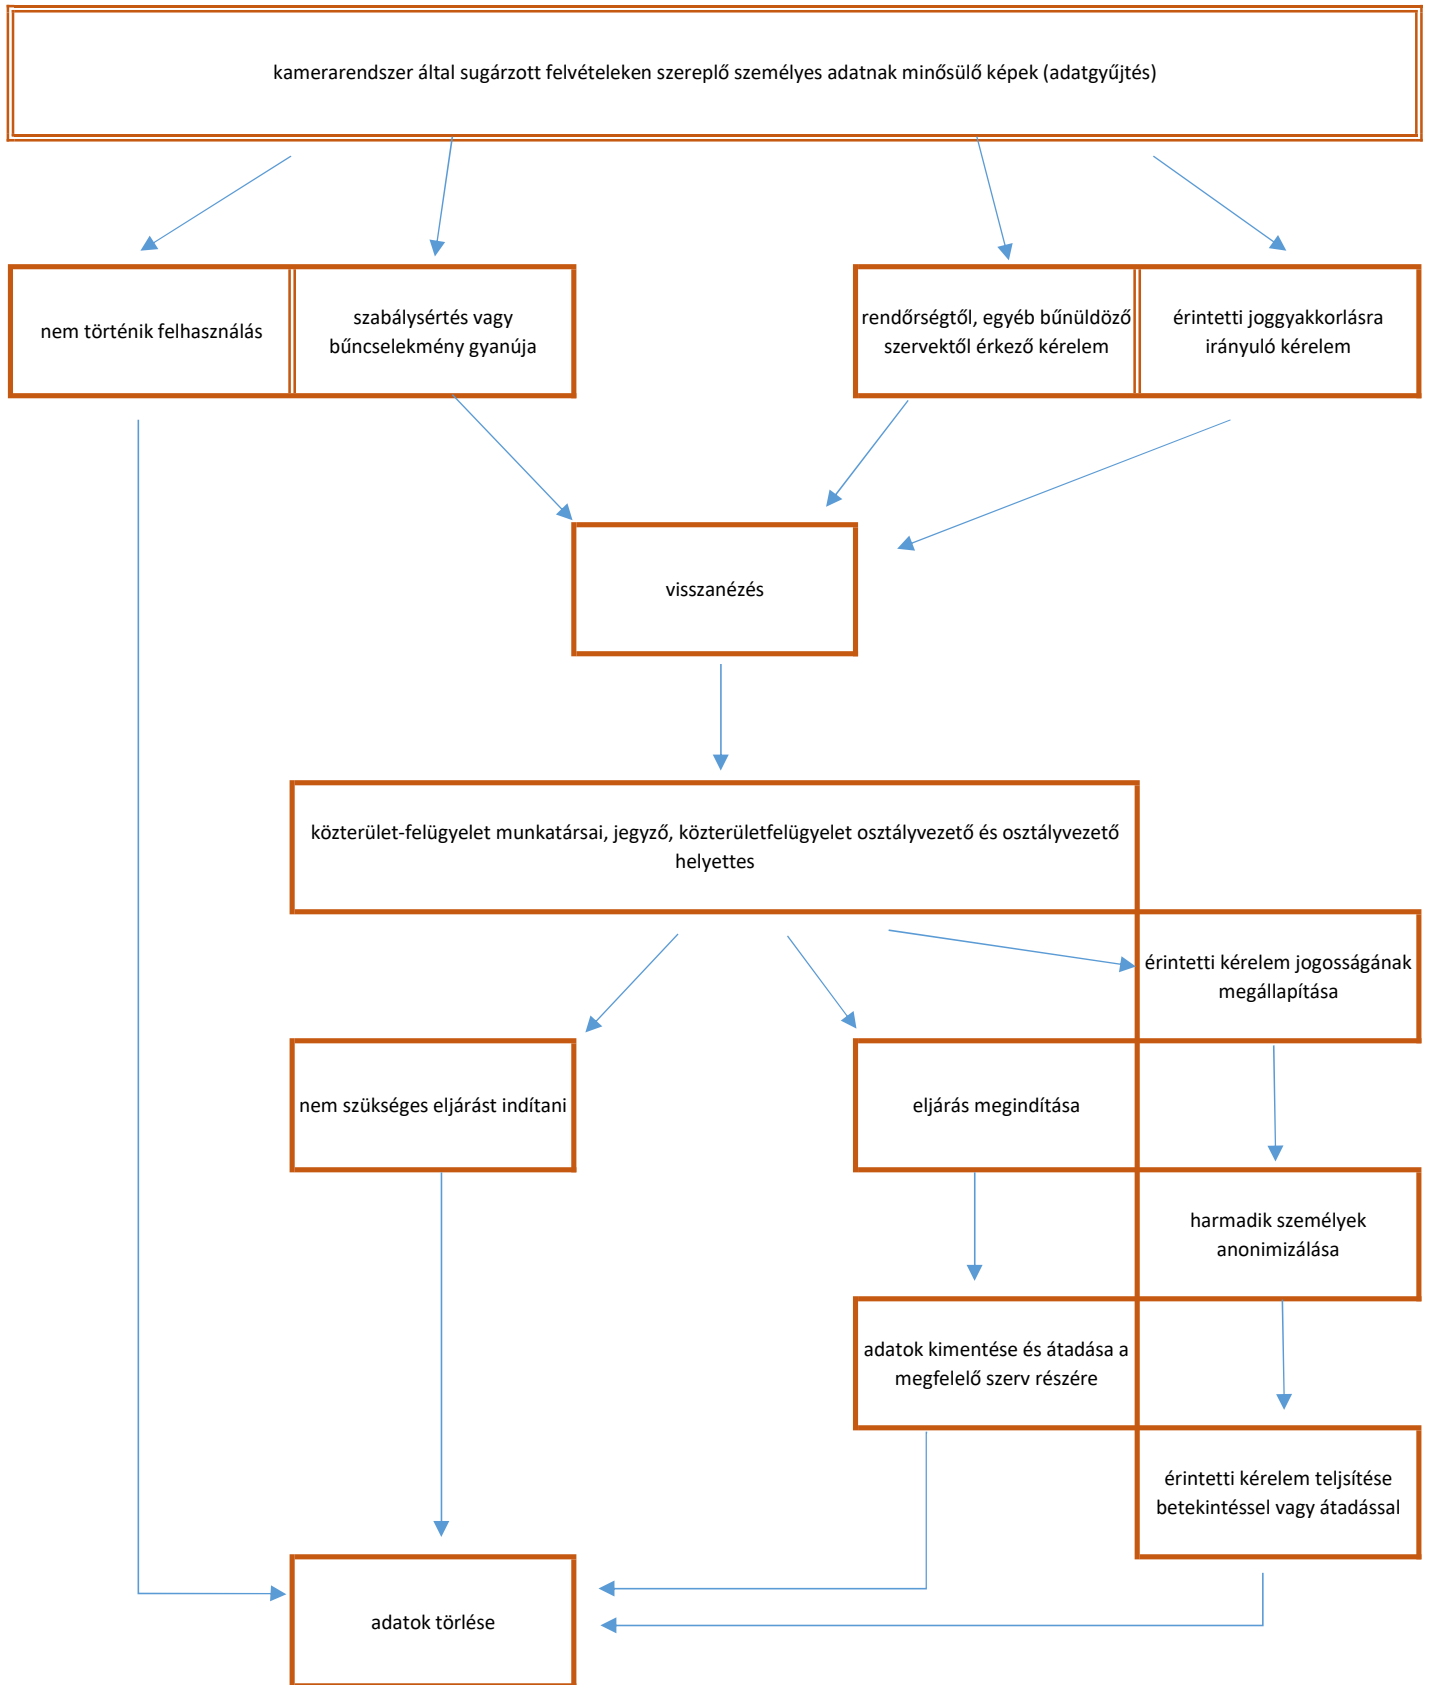 kamerarendszer által sugárzott felvételeken szereplő személyes adatnak minősülő képek (adatgyűjtés)
nem történik felhasználás
szabálysértés vagy
bűncselekmény gyanúja
rendőrségtől, egyéb bűnüldöző
szervektől érkező kérelem
érintetti joggyakkorlásra
irányuló kérelem
visszanézés
közterület-felügyelet munkatársai, jegyző, közterületfelügyelet osztályvezető és osztályvezető
helyettes
érintetti kérelem jogosságának
megállapítása
nem szükséges eljárást indítani
eljárás megindítása
harmadik személyek
anonimizálása
adatok kimentése és átadása a
megfelelő szerv részére
érintetti kérelem teljsítése
betekintéssel vagy átadással
adatok törlése